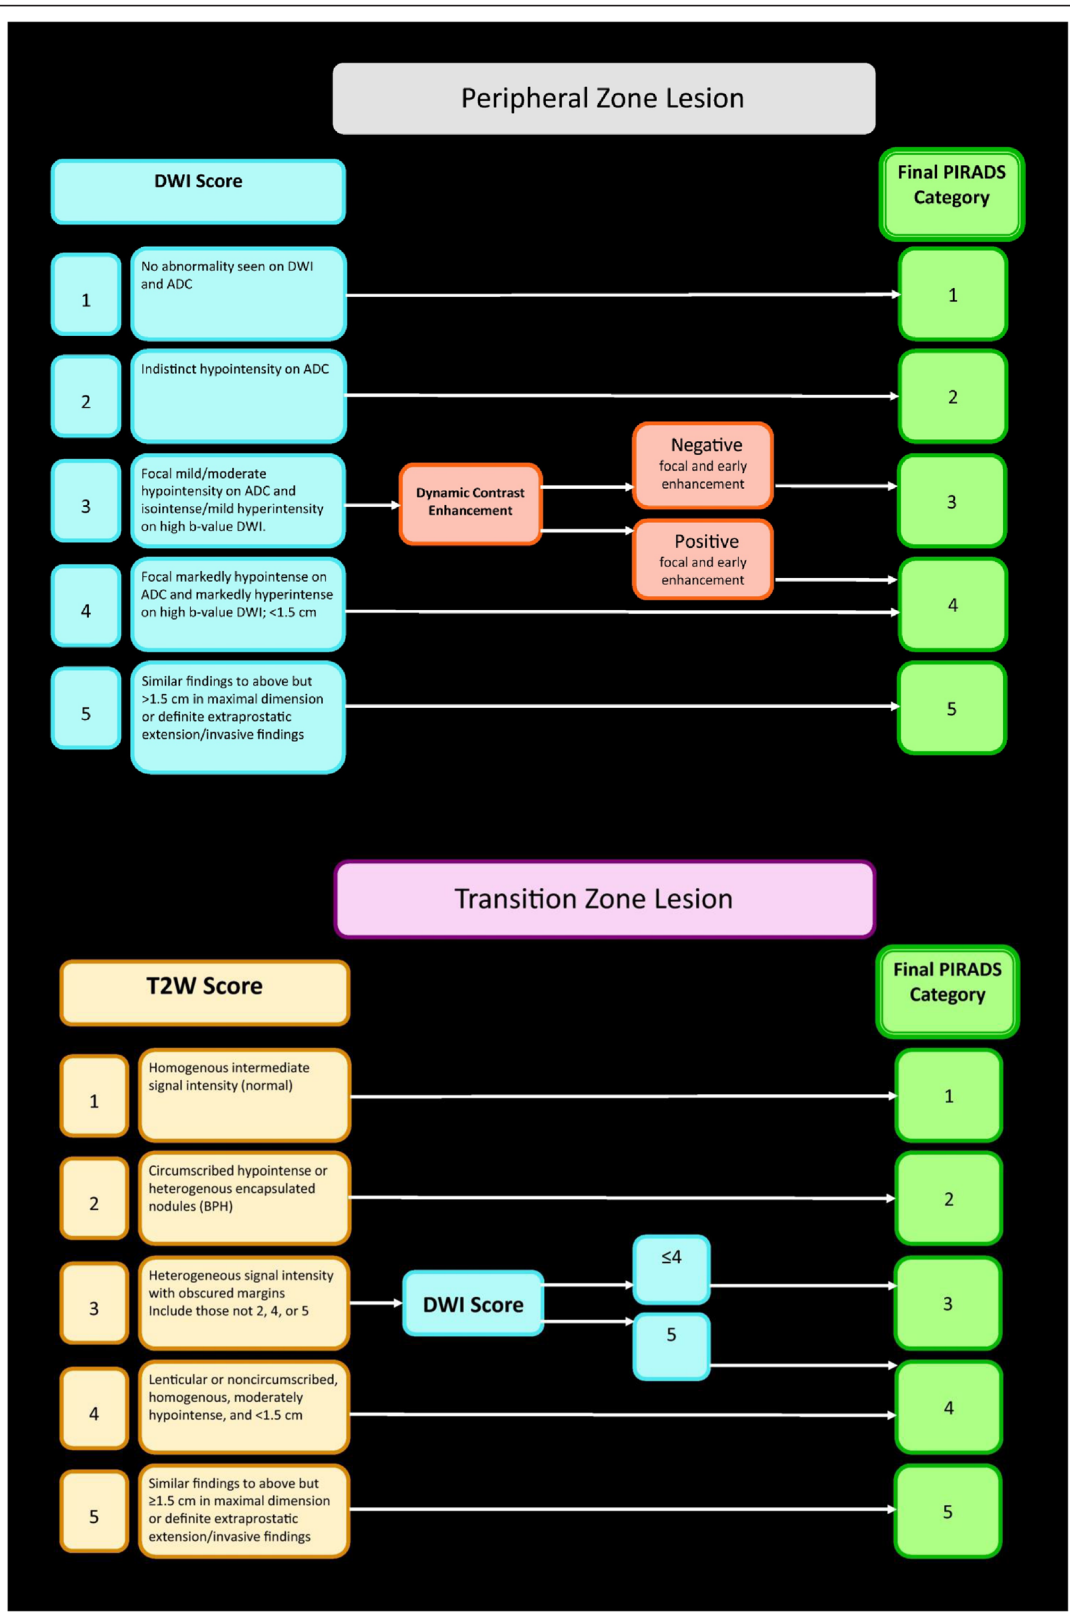 Peripheral Zone Lesion
DWI Score
Final PIRADS
Category
1
No abnormality seen on DWI
and ADC
1
2
Indistinct hypointensity on ADC
2
3
Focal mild/moderate
hypointensity on ADC and
isointense/mild hyperintensity
on high b-value DWI.
Dynamic Contrast
Enhancement
Negative
focal and early
enhancement
Positive
focal and early
enhancement
3
4
Focal markedly hypointense on
ADC and markedly hyperintense
on high b-value DWI; <1.5 cm
4
5
Similar findings to above but
>1.5 cm in maximal dimension
or definite extraprostatic
extension/invasive findings
5
Transition Zone Lesion
T2W Score
Final PIRADS
Category
1
Homogenous intermediate
signal intensity (normal)
1
2
Circumscribed hypointense or
heterogenous encapsulated
nodules (BPH)
2
3
Heterogeneous signal intensity
with obscured margins
Include those not 2, 4, or 5
DWI Score
≤4
5
3
4
Lenticular or noncircumscribed,
homogenous, moderately
hypointense, and <1.5 cm
4
5
Similar findings to above but
≥1.5 cm in maximal dimension
or definite extraprostatic
extension/invasive findings
5